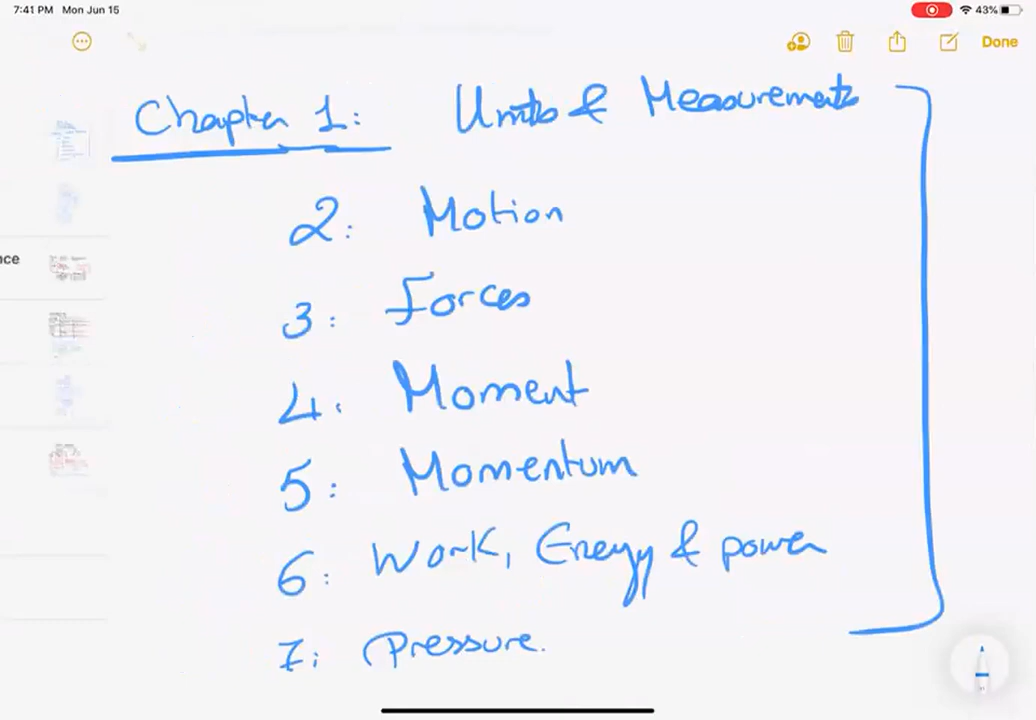 7:41 PM Mon Jun 15
43%
Done
Chapter 1: Units & Measurements
2: Motion
nce
3: Forces
4. Moment
5: Momentum
6: Work, Energy & power
7: Pressure.